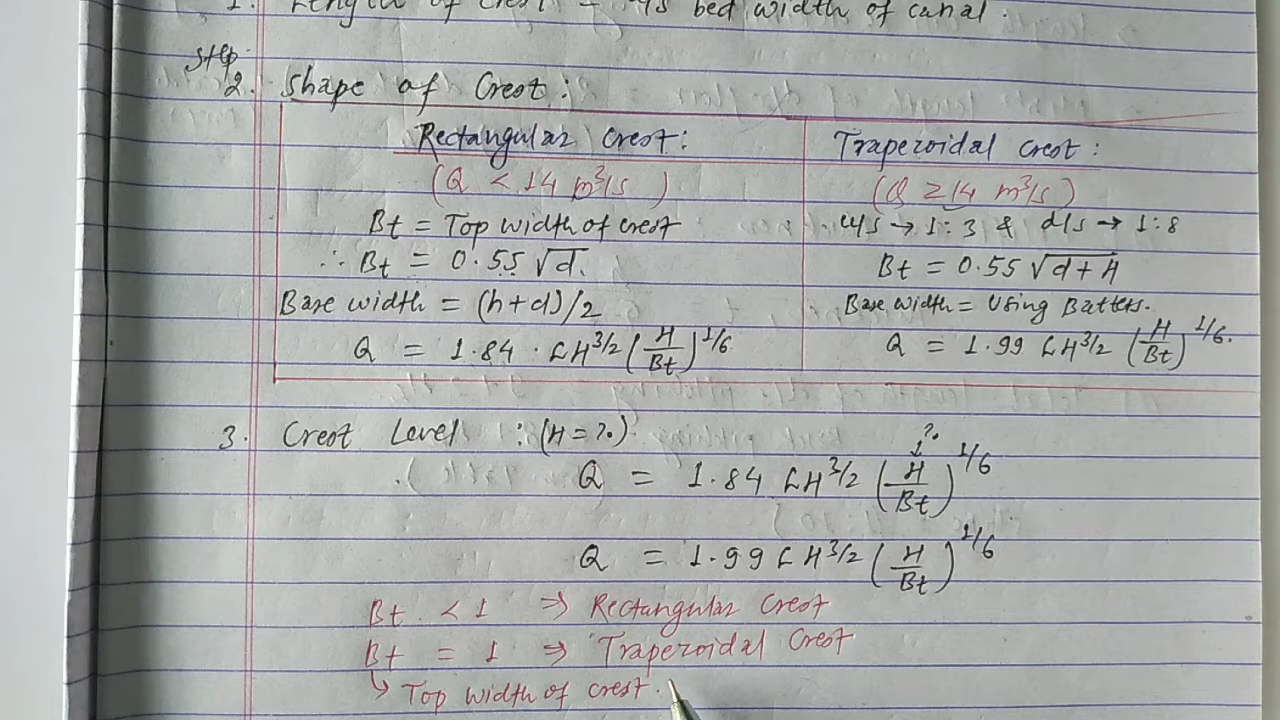 1. Length of Crest = d/s bed width of canal.
Step
2. Shape of Crest :
Rectangular Crest :
(Q < 14 m³/s)
Bt = Top width of crest
∴ Bt = 0.55 √d.
Base width = (h+d)/2
Q = 1.84 · LH^3/2 (H/Bt)^1/6
Trapezoidal Crest :
(Q ≥ 14 m³/s)
u/s → 1:3 & d/s → 1:8
Bt = 0.55 √d+H
Base width = Using Batters.
Q = 1.99 LH^3/2 (H/Bt)^1/6.
3. Crest Level : (H = ?)
?
↓
Q = 1.84 LH^3/2 (H/Bt)^1/6
Q = 1.99 LH^3/2 (H/Bt)^1/6
Bt < 1 ⇒ Rectangular Crest
Bt = 1 ⇒ Trapezoidal Crest
↳ Top width of crest.